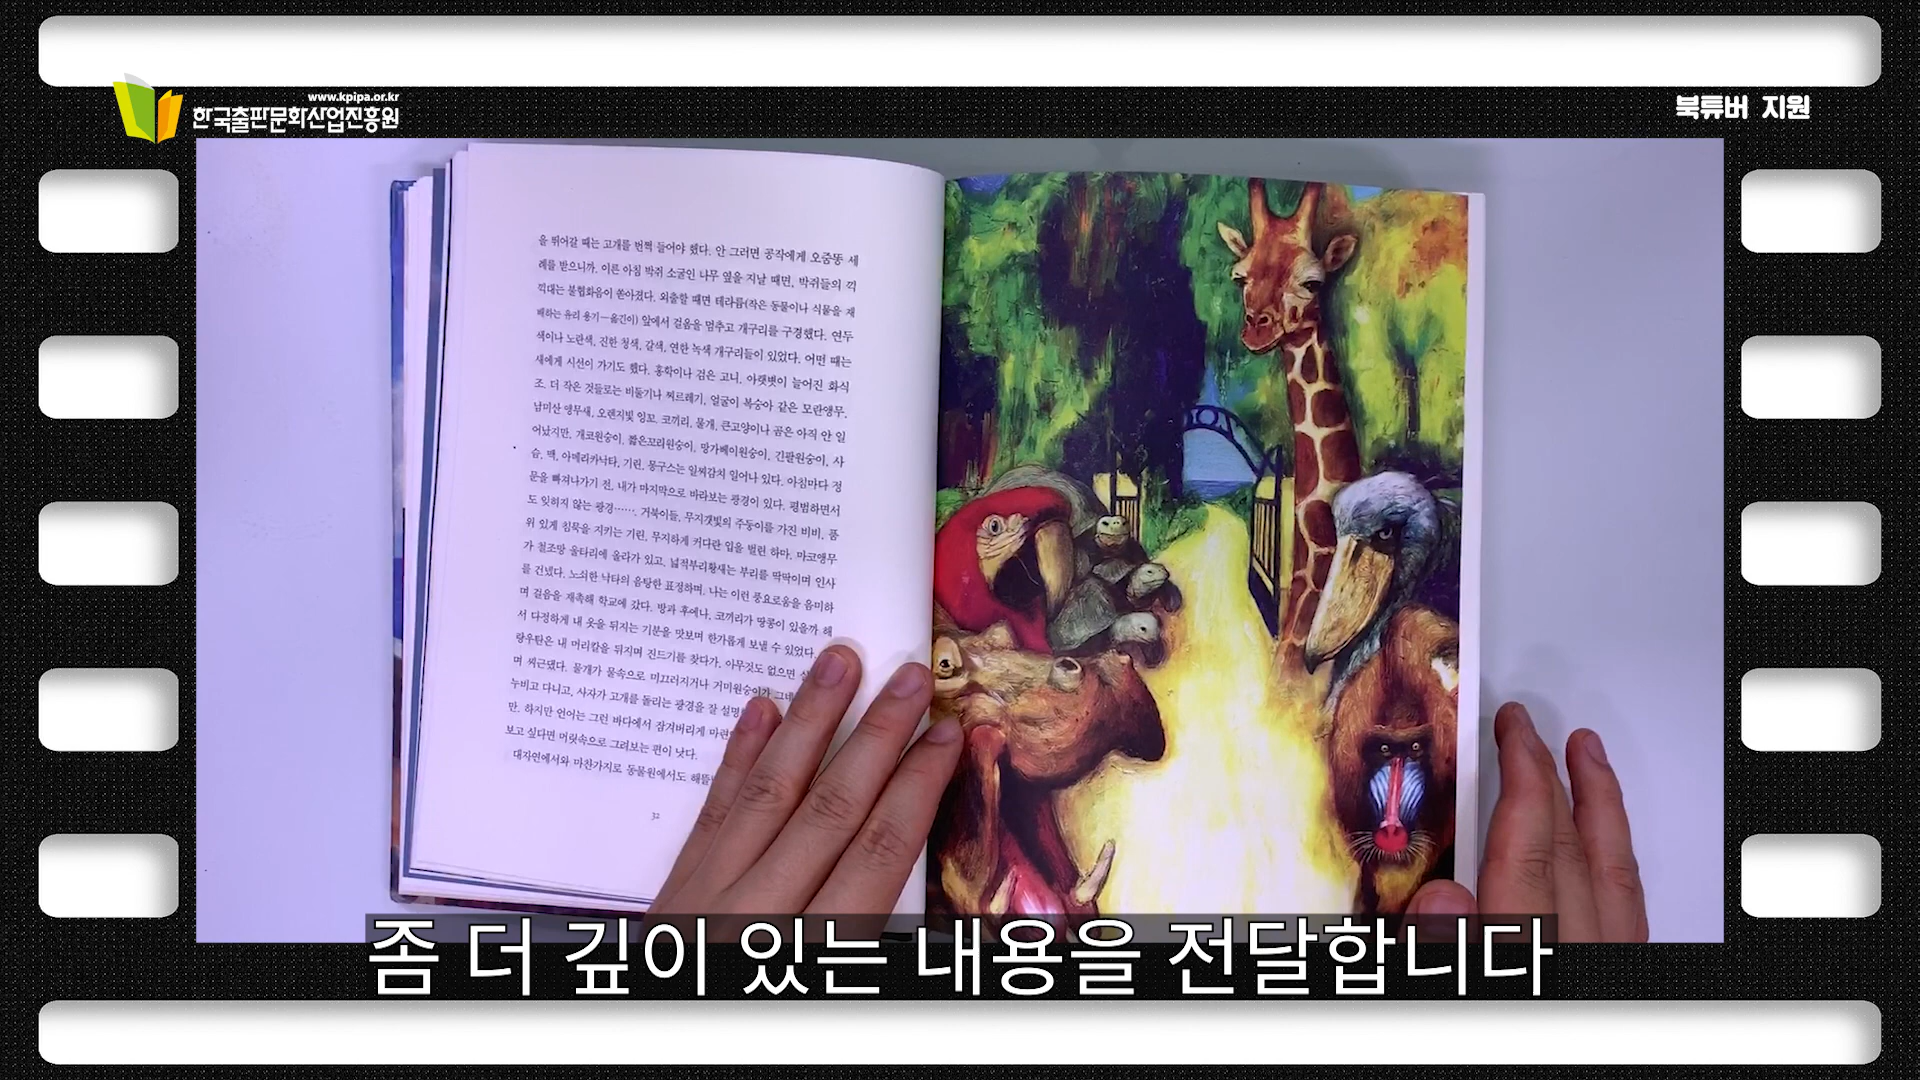 www.kpipa.or.kr
한국출판문화산업진흥원
북튜버 지원
을 뛰어갈 때는 고개를 번쩍 들어야 했다. 안 그러면 공작에게 오줌똥 세
례를 받으니까. 이른 아침 박쥐 소굴인 나무 옆을 지날 때면, 박쥐들의 끽
끽대는 불협화음이 쏟아졌다. 외출할 때면 테라륨(작은 동물이나 식물을 재
배하는 유리 용기—옮긴이) 앞에서 걸음을 멈추고 개구리를 구경했다. 연두
색이나 노란색, 진한 청색, 갈색, 연한 녹색 개구리들이 있었다. 어떤 때는
새에게 시선이 가기도 했다. 홍학이나 검은 고니, 아랫볏이 늘어진 화식
조. 더 작은 것들로는 비둘기나 찌르레기, 얼굴이 복숭아 같은 모란앵무,
남미산 앵무새, 오렌지빛 잉꼬. 코끼리, 물개, 큰고양이나 곰은 아직 안 일
어났지만, 개코원숭이, 짧은꼬리원숭이, 망가베이원숭이, 긴팔원숭이, 사
슴, 맥, 아메리카낙타, 기린, 몽구스는 일찌감치 일어나 있다. 아침마다 정
문을 빠져나가기 전, 내가 마지막으로 바라보는 광경이 있다. 평범하면서
도 잊히지 않는 광경……. 거북이들, 무지갯빛의 주둥이를 가진 비비, 품
위 있게 침묵을 지키는 기린, 무지하게 커다란 입을 벌린 하마. 마코앵무
가 철조망 울타리에 올라가 있고, 넓적부리황새는 부리를 딱딱이며 인사
를 건넸다. 노쇠한 낙타의 음탕한 표정하며. 나는 이런 풍요로움을 음미하
며 걸음을 재촉해 학교에 갔다. 방과 후에나, 코끼리가 땅콩이 있을까 해
서 다정하게 내 옷을 뒤지는 기분을 맛보며 한가롭게 보낼 수 있었다.
랑우탄은 내 머리칼을 뒤지며 진드기를 찾다가, 아무것도 없으면
며 찌근댔다. 물개가 물속으로 미끄러지거나 거미원숭이가 그네
누비고 다니고, 사자가 고개를 돌리는 광경을 잘 설명
만. 하지만 언어는 그런 바다에서 잠겨버리게 마련
보고 싶다면 머릿속으로 그려보는 편이 낫다.
대자연에서와 마찬가지로 동물원에서도 해뜰
32
좀 더 깊이 있는 내용을 전달합니다